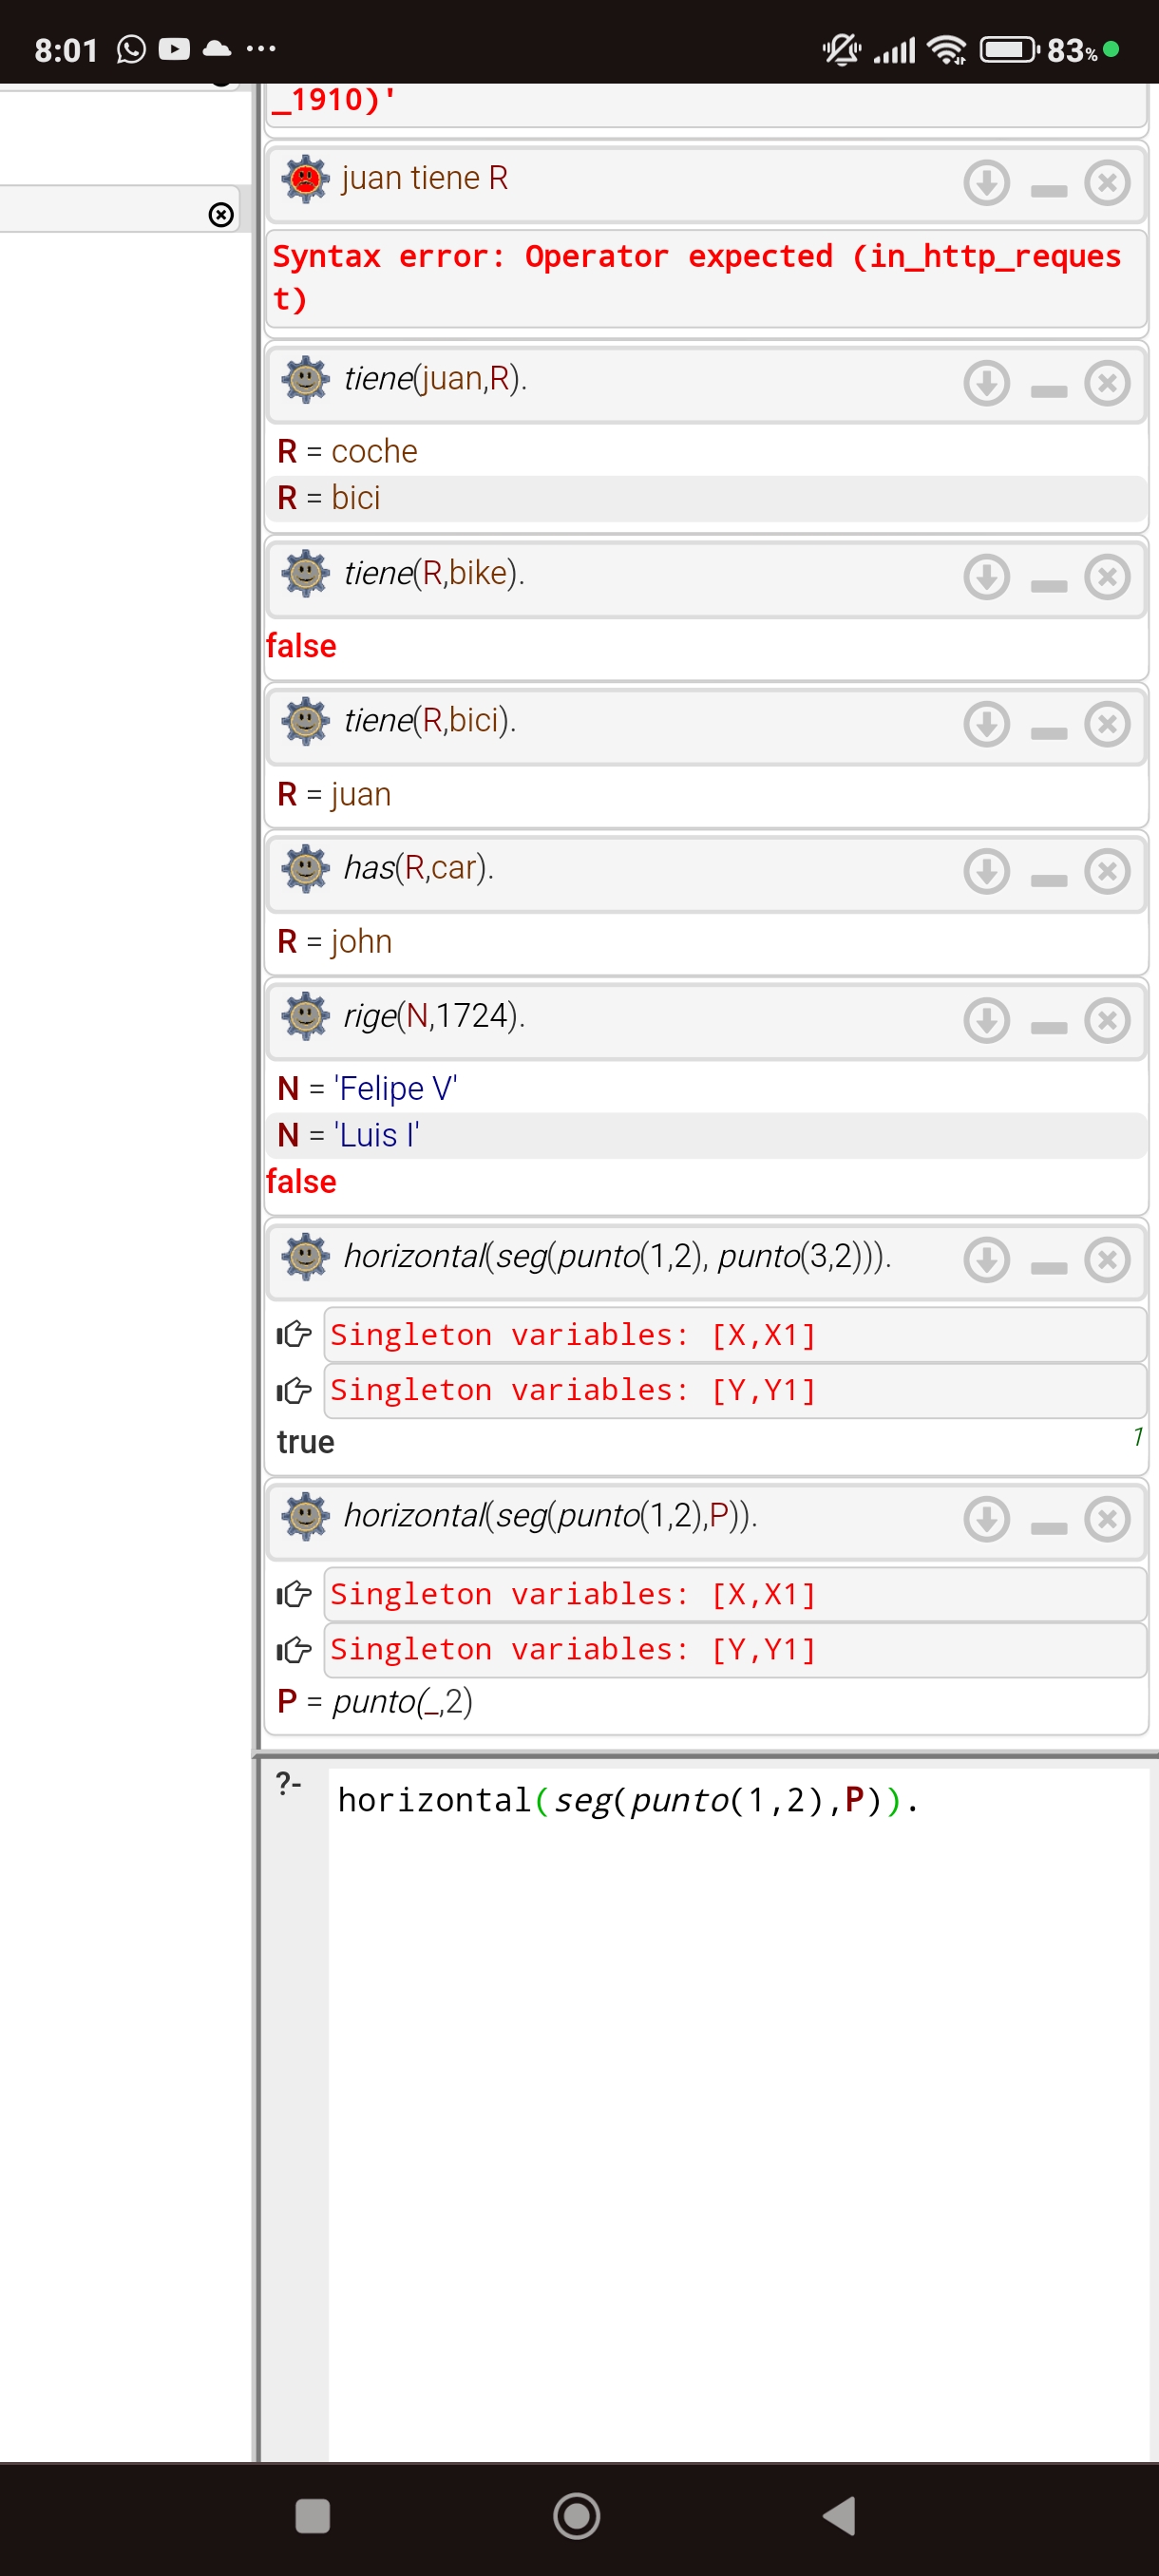 8:01
83%
_1910)'
juan tiene R
Syntax error: Operator expected (in_http_reques
t)
tiene(juan,R).
R = coche
R = bici
tiene(R,bike).
false
tiene(R,bici).
R = juan
has(R,car).
R = john
rige(N,1724).
N = 'Felipe V'
N = 'Luis I'
false
horizontal(seg(punto(1,2), punto(3,2))).
Singleton variables: [X,X1]
Singleton variables: [Y,Y1]
true 1
horizontal(seg(punto(1,2),P)).
Singleton variables: [X,X1]
Singleton variables: [Y,Y1]
P = punto(_,2)
?- horizontal(seg(punto(1,2),P)).